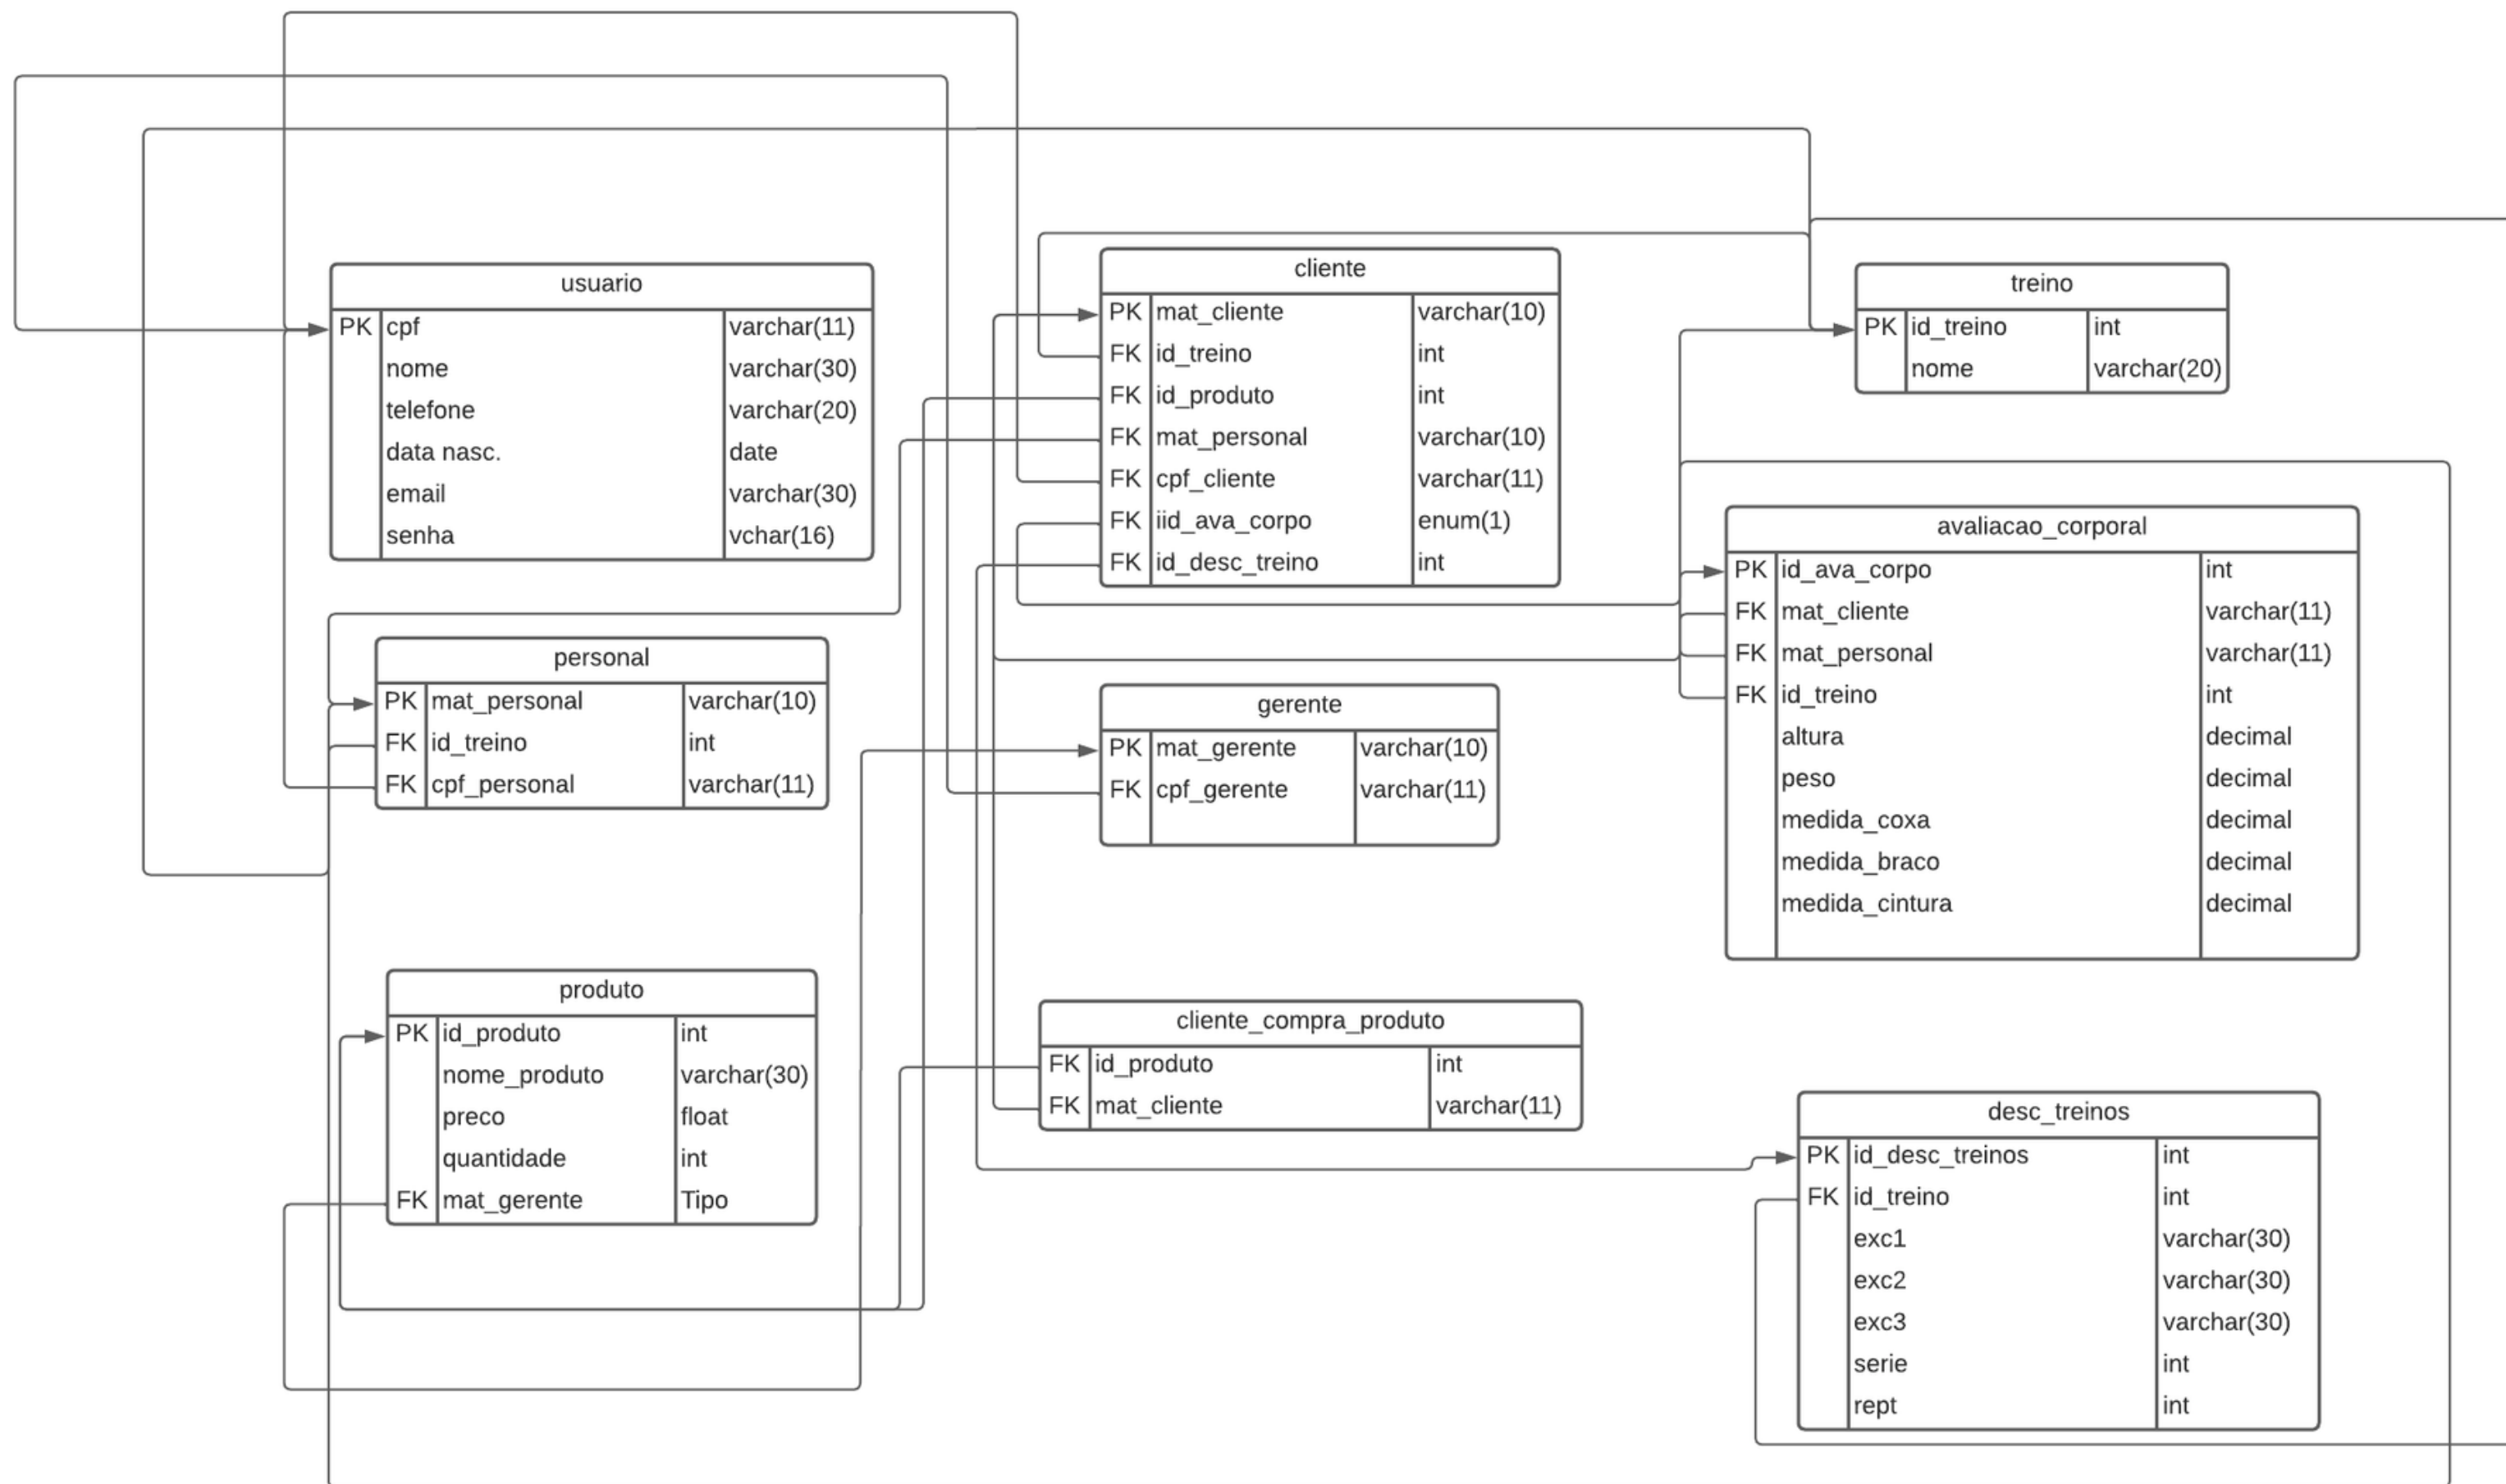 usuario
PK cpf varchar(11)
nome varchar(30)
telefone varchar(20)
data nasc. date
email varchar(30)
senha vchar(16)
cliente
PK mat_cliente varchar(10)
FK id_treino int
FK id_produto int
FK mat_personal varchar(10)
FK cpf_cliente varchar(11)
FK iid_ava_corpo enum(1)
FK id_desc_treino int
treino
PK id_treino int
nome varchar(20)
avaliacao_corporal
PK id_ava_corpo int
FK mat_cliente varchar(11)
FK mat_personal varchar(11)
FK id_treino int
altura decimal
peso decimal
medida_coxa decimal
medida_braco decimal
medida_cintura decimal
personal
PK mat_personal varchar(10)
FK id_treino int
FK cpf_personal varchar(11)
gerente
PK mat_gerente varchar(10)
FK cpf_gerente varchar(11)
produto
PK id_produto int
nome_produto varchar(30)
preco float
quantidade int
FK mat_gerente Tipo
cliente_compra_produto
FK id_produto int
FK mat_cliente varchar(11)
desc_treinos
PK id_desc_treinos int
FK id_treino int
exc1 varchar(30)
exc2 varchar(30)
exc3 varchar(30)
serie int
rept int